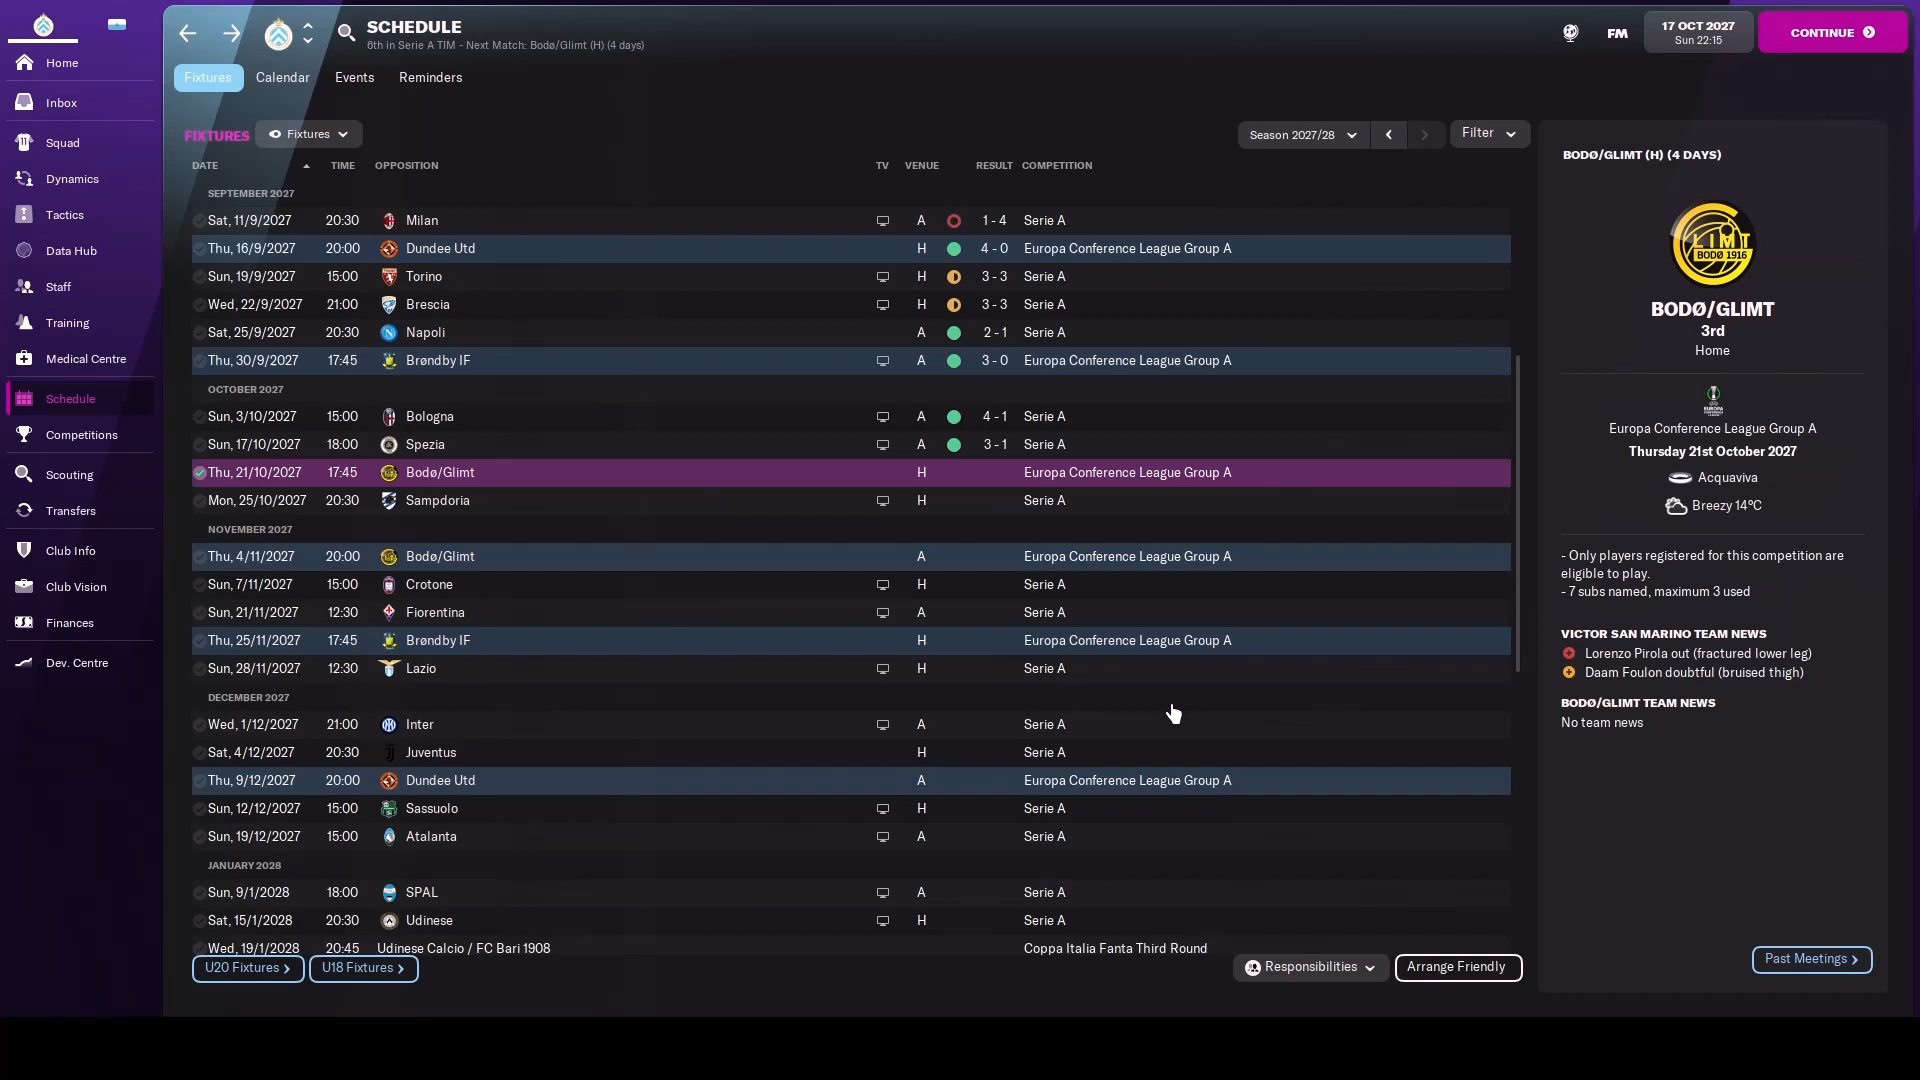 SCHEDULE
6th in Serie A TIM - Next Match: Bodø/Glimt (H) (4 days)
FM
17 OCT 2027
Sun 22:15
CONTINUE
Home
Inbox
Squad
Dynamics
Tactics
Data Hub
Staff
Training
Medical Centre
Schedule
Competitions
Scouting
Transfers
Club Info
Club Vision
Finances
Dev. Centre
Fixtures Calendar Events Reminders
FIXTURES Fixtures Season 2027/28 Filter
DATE TIME OPPOSITION TV VENUE RESULT COMPETITION
SEPTEMBER 2027
Sat, 11/9/2027 20:30 Milan A 1 - 4 Serie A
Thu, 16/9/2027 20:00 Dundee Utd H 4 - 0 Europa Conference League Group A
Sun, 19/9/2027 15:00 Torino H 3 - 3 Serie A
Wed, 22/9/2027 21:00 Brescia H 3 - 3 Serie A
Sat, 25/9/2027 20:30 Napoli A 2 - 1 Serie A
Thu, 30/9/2027 17:45 Brøndby IF A 3 - 0 Europa Conference League Group A
OCTOBER 2027
Sun, 3/10/2027 15:00 Bologna A 4 - 1 Serie A
Sun, 17/10/2027 18:00 Spezia A 3 - 1 Serie A
Thu, 21/10/2027 17:45 Bodø/Glimt H Europa Conference League Group A
Mon, 25/10/2027 20:30 Sampdoria H Serie A
NOVEMBER 2027
Thu, 4/11/2027 20:00 Bodø/Glimt A Europa Conference League Group A
Sun, 7/11/2027 15:00 Crotone H Serie A
Sun, 21/11/2027 12:30 Fiorentina A Serie A
Thu, 25/11/2027 17:45 Brøndby IF H Europa Conference League Group A
Sun, 28/11/2027 12:30 Lazio H Serie A
DECEMBER 2027
Wed, 1/12/2027 21:00 Inter A Serie A
Sat, 4/12/2027 20:30 Juventus H Serie A
Thu, 9/12/2027 20:00 Dundee Utd A Europa Conference League Group A
Sun, 12/12/2027 15:00 Sassuolo H Serie A
Sun, 19/12/2027 15:00 Atalanta A Serie A
JANUARY 2028
Sun, 9/1/2028 18:00 SPAL A Serie A
Sat, 15/1/2028 20:30 Udinese H Serie A
Wed, 19/1/2028 20:45 Udinese Calcio / FC Bari 1908 Coppa Italia Fanta Third Round
U20 Fixtures U18 Fixtures Responsibilities Arrange Friendly
BODØ/GLIMT (H) (4 DAYS)
GLIMT
BODØ 1916
BODØ/GLIMT
3rd
Home
EUROPA
CONFERENCE
LEAGUE
Europa Conference League Group A
Thursday 21st October 2027
Acquaviva
Breezy 14ºC
- Only players registered for this competition are
eligible to play.
- 7 subs named, maximum 3 used
VICTOR SAN MARINO TEAM NEWS
Lorenzo Pirola out (fractured lower leg)
Daam Foulon doubtful (bruised thigh)
BODØ/GLIMT TEAM NEWS
No team news
Past Meetings